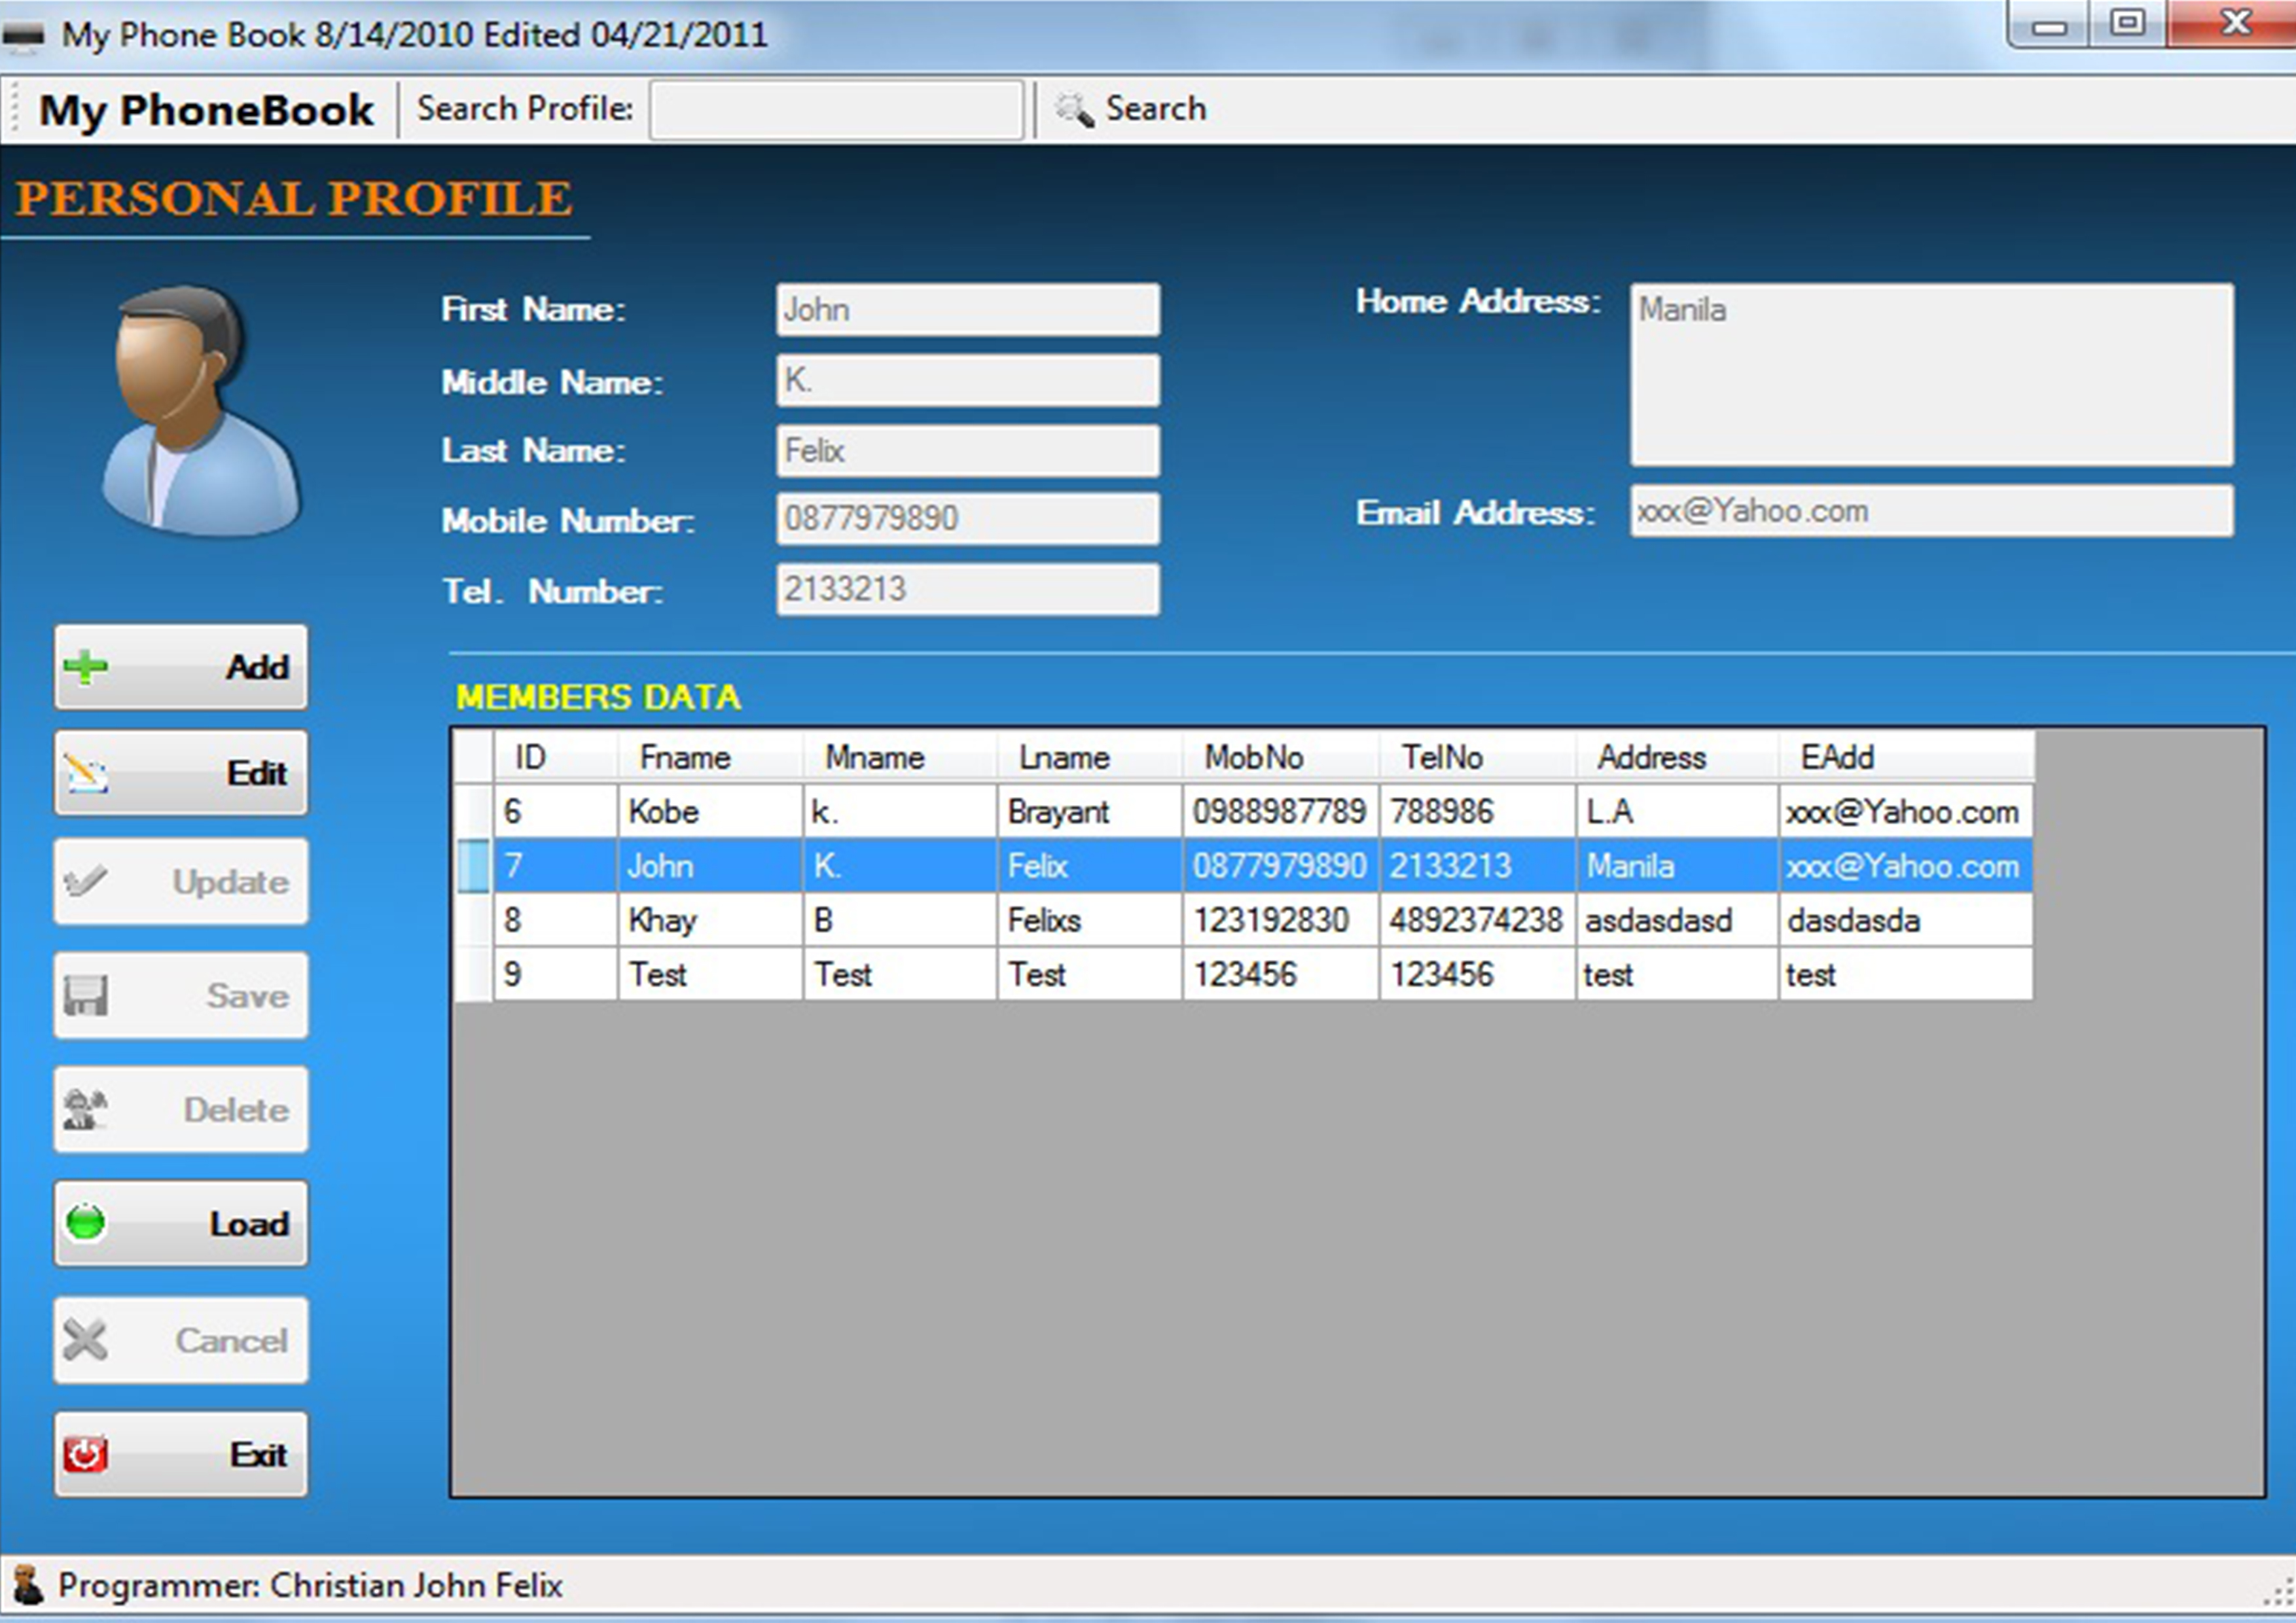 My Phone Book 8/14/2010 Edited 04/21/2011
My PhoneBook Search Profile: Search
PERSONAL PROFILE
First Name: John Home Address: Manila
Middle Name: K.
Last Name: Felix
Mobile Number: 0877979890 Email Address: xxx@Yahoo.com
Tel. Number: 2133213
Add
Edit
Update
Save
Delete
Load
Cancel
Exit
MEMBERS DATA
ID Fname Mname Lname MobNo TelNo Address EAdd
6 Kobe k. Brayant 0988987789 788986 L.A xxx@Yahoo.com
7 John K. Felix 0877979890 2133213 Manila xxx@Yahoo.com
8 Khay B Felixs 123192830 4892374238 asdasdasd dasdasda
9 Test Test Test 123456 123456 test test
Programmer: Christian John Felix